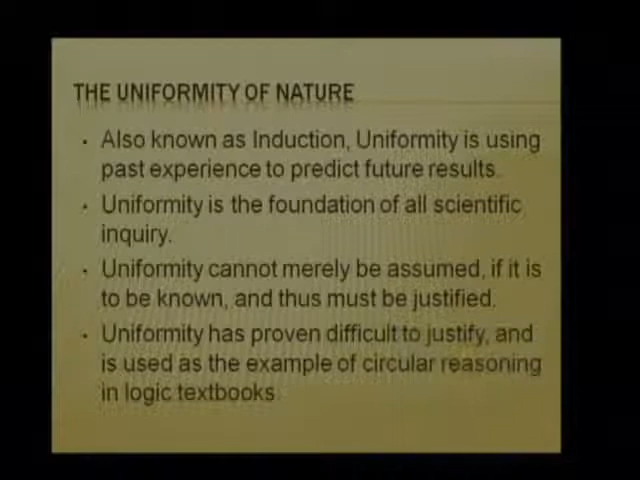 THE UNIFORMITY OF NATURE
• Also known as Induction, Uniformity is using
past experience to predict future results.
• Uniformity is the foundation of all scientific
inquiry.
• Uniformity cannot merely be assumed, if it is
to be known, and thus must be justified.
• Uniformity has proven difficult to justify, and
is used as the example of circular reasoning
in logic textbooks.